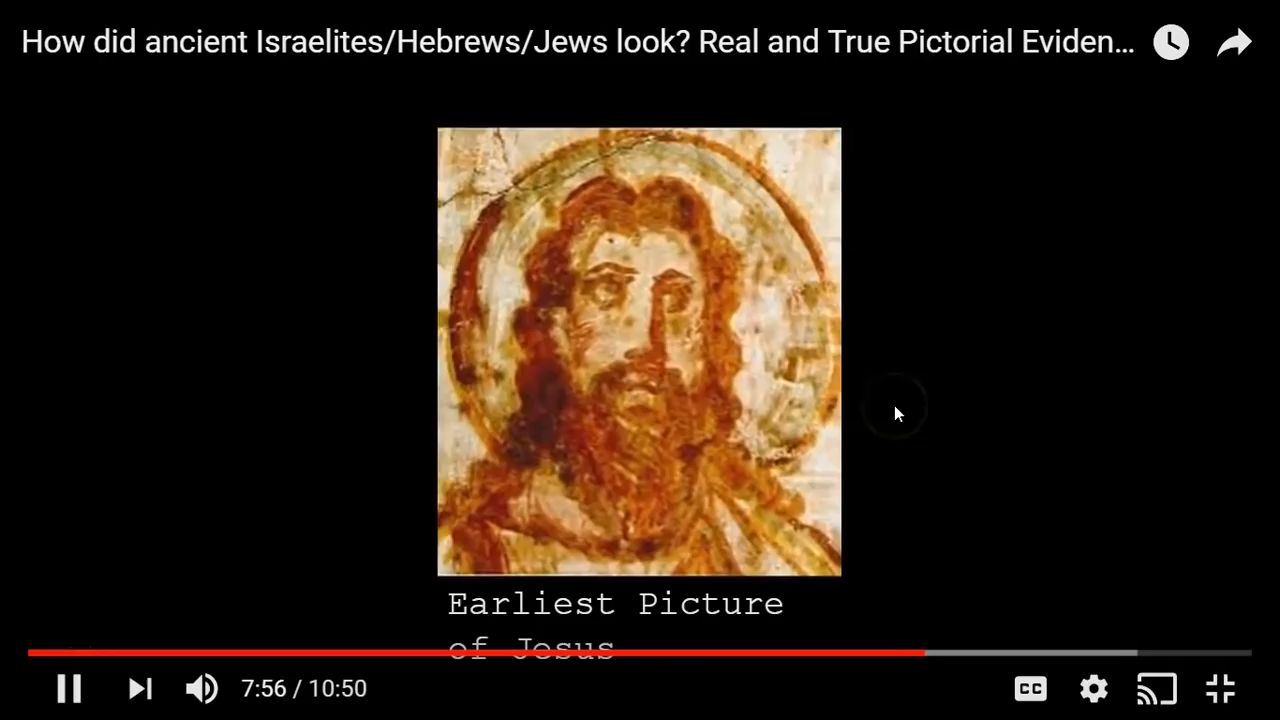 How did ancient Israelites/Hebrews/Jews look? Real and True Pictorial Eviden...
Earliest Picture
of Jesus
7:56 / 10:50
CC